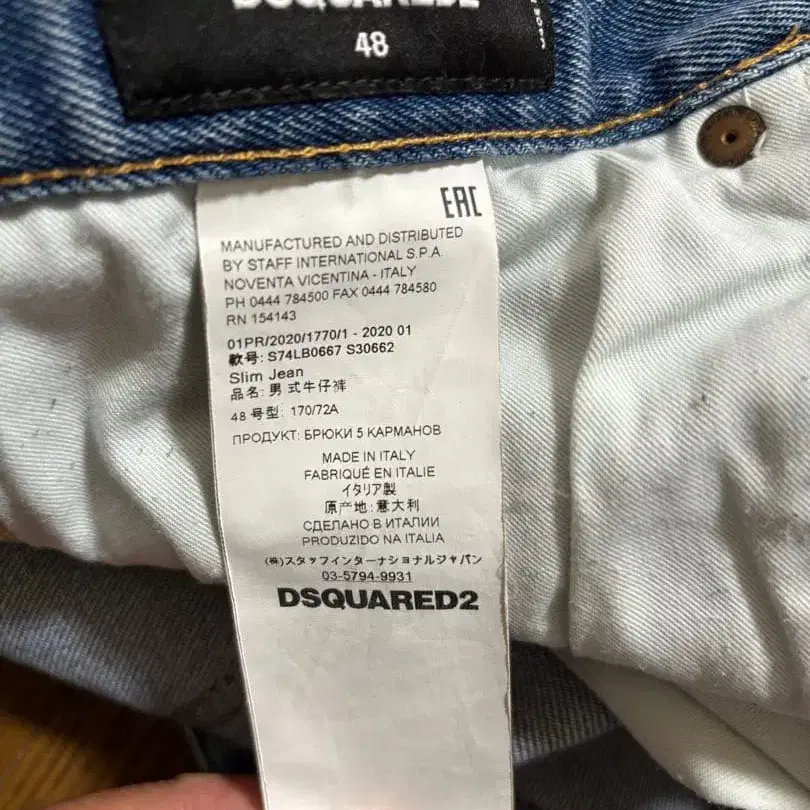 DSQUARED2
48
EAC
MANUFACTURED AND DISTRIBUTED
BY STAFF INTERNATIONAL S.P.A.
NOVENTA VICENTINA - ITALY
PH 0444 784500 FAX 0444 784580
RN 154143
01PR/2020/1770/1 - 2020 01
款号: S74LB0667 S30662
Slim Jean
品名: 男式牛仔裤
48 号型: 170/72A
ПРОДУКТ: БРЮКИ 5 КАРМАНОВ
MADE IN ITALY
FABRIQUÉ EN ITALIE
イタリア製
原产地: 意大利
СДЕЛАНО В ИТАЛИИ
PRODUZIDO NA ITALIA
(株)スタッフインターナショナルジャパン
03-5794-9931
DSQUARED2